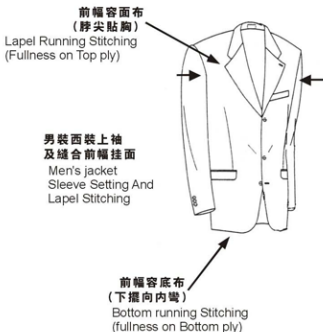 前幅容面布
(脖尖貼胸)
Lapel Running Stitching
(Fullness on Top ply)
男裝西裝上袖
及縫合前幅挂面
Men's jacket
Sleeve Setting And
Lapel Stitching
前幅容底布
(下擺向内彎)
Bottom running Stitching
(fullness on Bottom ply)